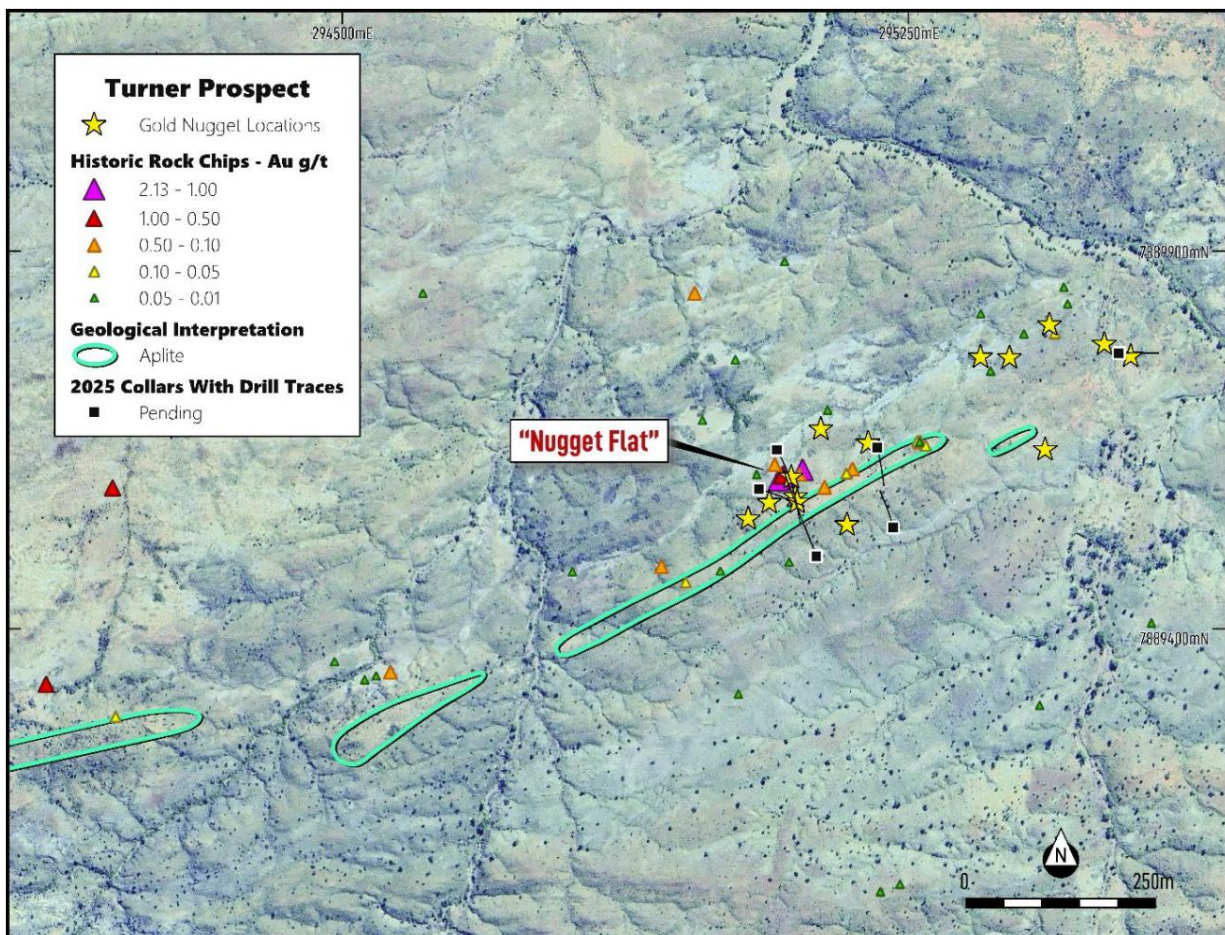 294500mE
295250mE
Turner Prospect
Gold Nugget Locations
Historic Rock Chips - Au g/t
2.13 - 1.00
1.00 - 0.50
0.50 - 0.10
0.10 - 0.05
0.05 - 0.01
Geological Interpretation
Aplite
2025 Collars With Drill Traces
Pending
7889900mN
"Nugget Flat"
7889400mN
N
0
250m